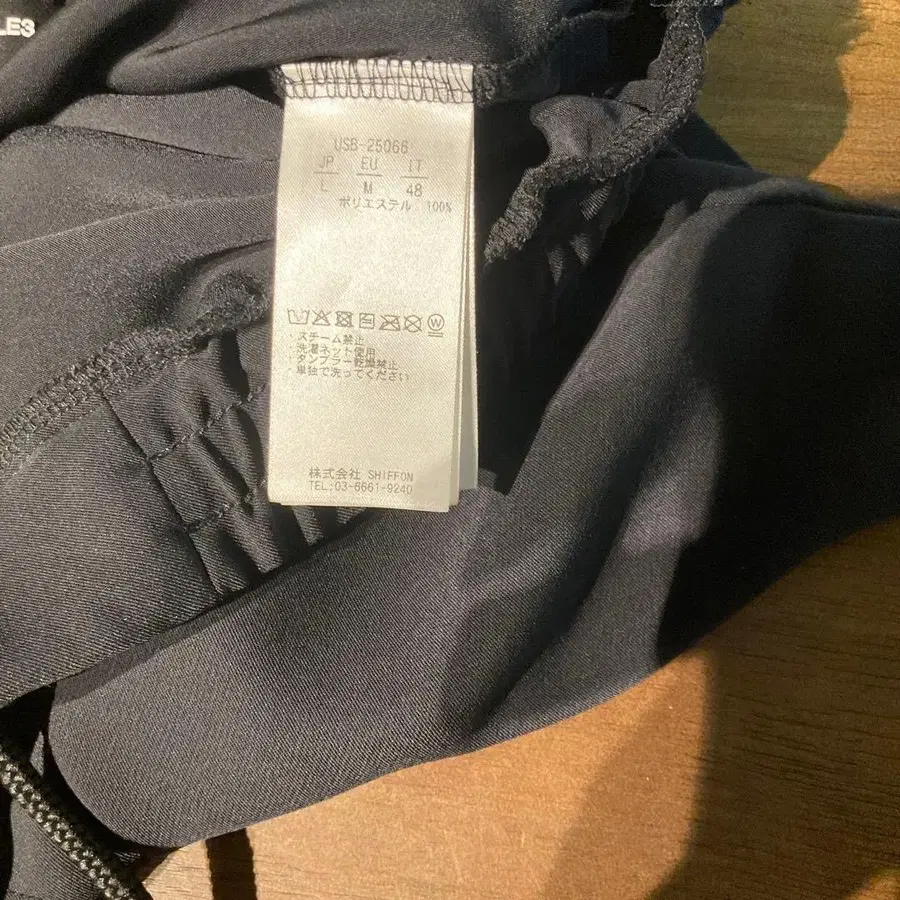 LE3
USB-25066
JP EU IT
L M 48
ポリエステル 100%
W
・スチーム禁止
・洗濯ネット使用
・タンブラー乾燥禁止
・単独で洗ってください
株式会社 SHIFFON
TEL:03-6661-9240